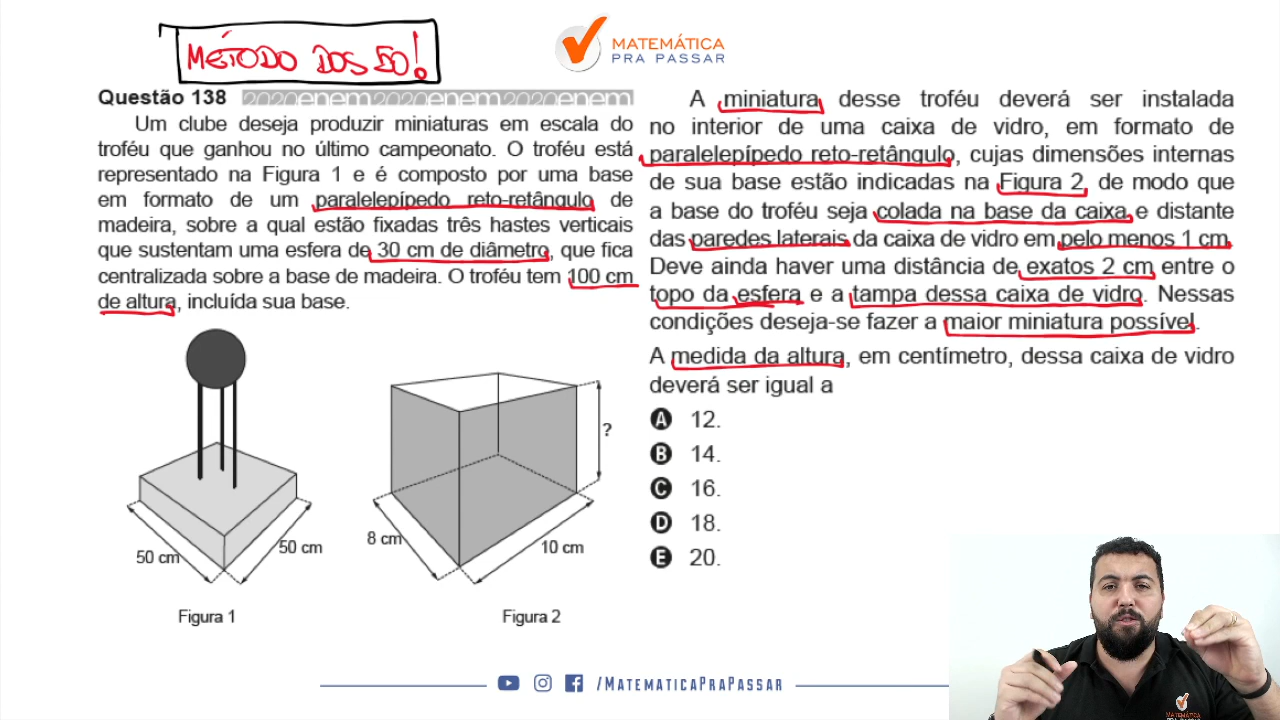 MÉTODO DOS 50!
MATEMÁTICA
PRA PASSAR
Questão 138 2020enem2020enem2020enem
Um clube deseja produzir miniaturas em escala do
troféu que ganhou no último campeonato. O troféu está
representado na Figura 1 e é composto por uma base
em formato de um paralelepípedo reto-retângulo de
madeira, sobre a qual estão fixadas três hastes verticais
que sustentam uma esfera de 30 cm de diâmetro, que fica
centralizada sobre a base de madeira. O troféu tem 100 cm
de altura, incluída sua base.
50 cm
50 cm
Figura 1
?
8 cm
10 cm
Figura 2
A miniatura desse troféu deverá ser instalada
no interior de uma caixa de vidro, em formato de
paralelepípedo reto-retângulo, cujas dimensões internas
de sua base estão indicadas na Figura 2, de modo que
a base do troféu seja colada na base da caixa e distante
das paredes laterais da caixa de vidro em pelo menos 1 cm.
Deve ainda haver uma distância de exatos 2 cm entre o
topo da esfera e a tampa dessa caixa de vidro. Nessas
condições deseja-se fazer a maior miniatura possível.
A medida da altura, em centímetro, dessa caixa de vidro
deverá ser igual a
A 12.
B 14.
C 16.
D 18.
E 20.
/MATEMATICAPRAPASSAR
MATEMÁTICA
PRA PASSAR